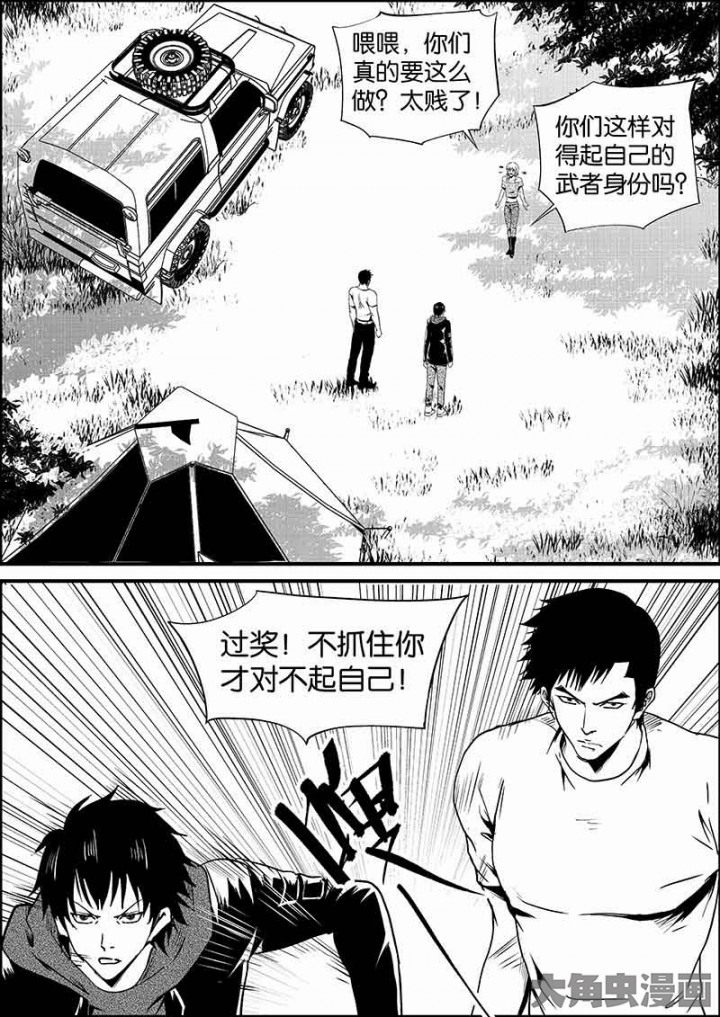 喂喂，你们
真的要这么
做？太贱了！
你们这样对
得起自己的
武者身份吗？
过奖！不抓住你
才对不起自己！
大角虫漫画